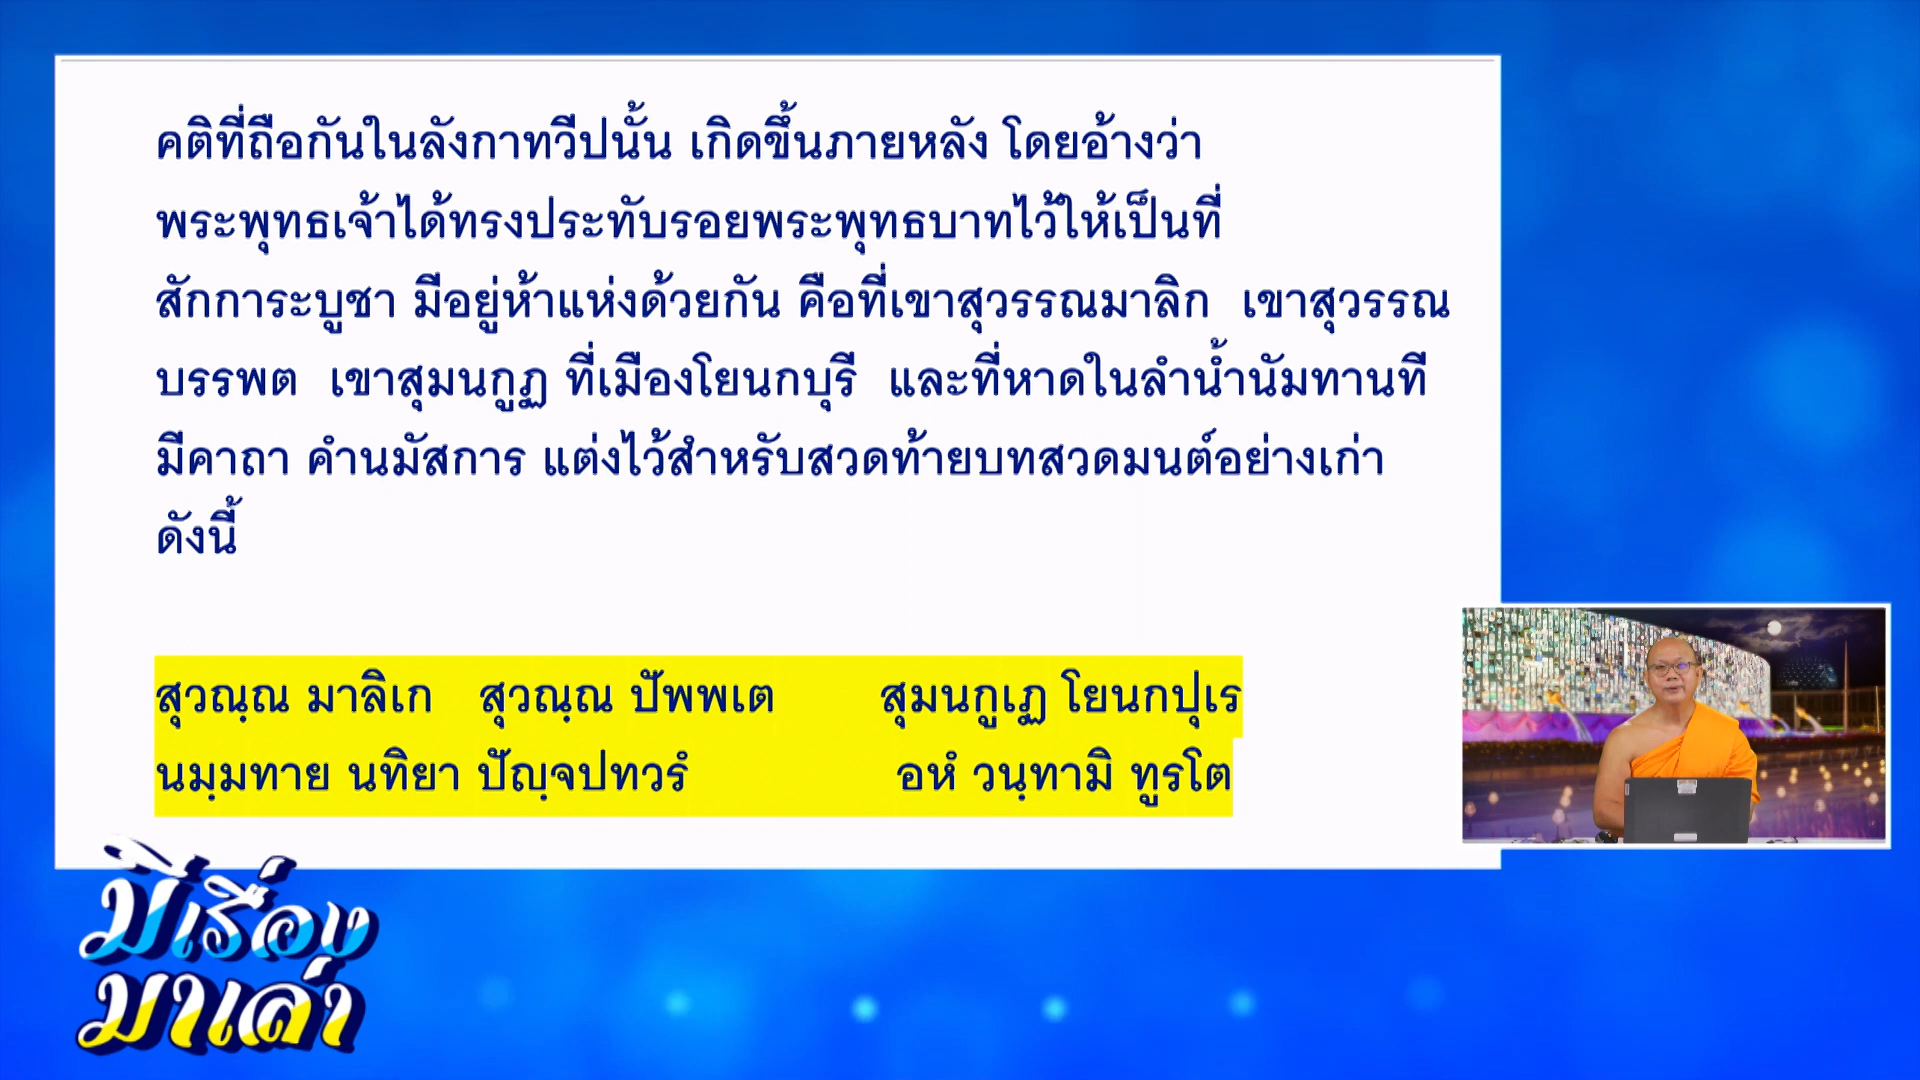 คติที่ถือกันในลังกาทวีปนั้น เกิดขึ้นภายหลัง โดยอ้างว่า
พระพุทธเจ้าได้ทรงประทับรอยพระพุทธบาทไว้ให้เป็นที่
สักการะบูชา มีอยู่ห้าแห่งด้วยกัน คือที่เขาสุวรรณมาลิก เขาสุวรรณ
บรรพต เขาสุมนกูฏ ที่เมืองโยนกบุรี และที่หาดในลำน้ำนัมทานที
มีคาถา คำนมัสการ แต่งไว้สำหรับสวดท้ายบทสวดมนต์อย่างเก่า
ดังนี้
สุวณฺณ มาลิเก สุวณฺณ ปัพพเต สุมนกูเฏ โยนกปุเร
นมฺมทาย นทิยา ปัญฺจปทวรํ อหํ วนฺทามิ ทูรโต
มีเรื่อง
มาเล่า